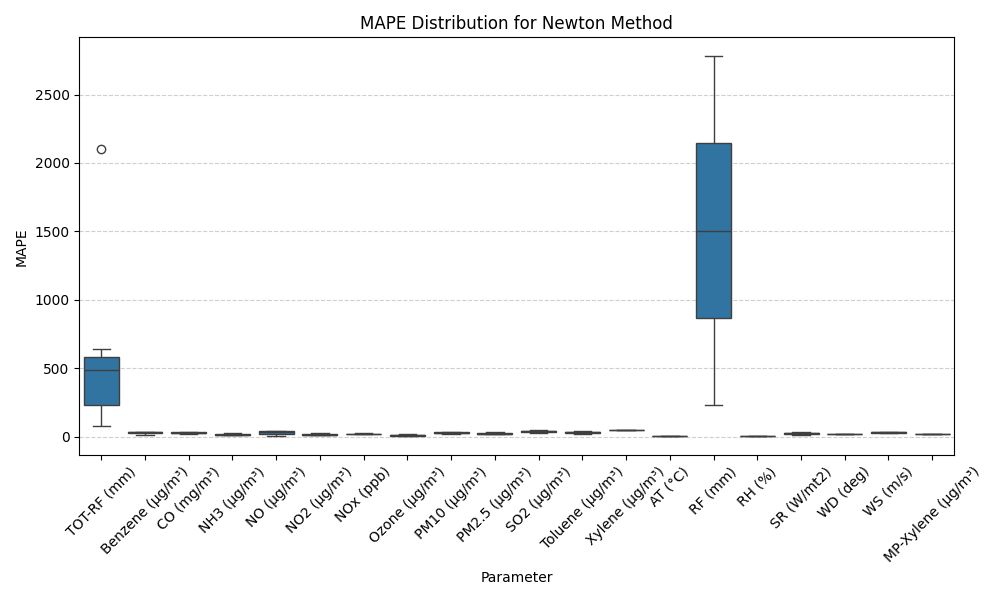 MAPE Distribution for Newton Method
MAPE
2500
2000
1500
1000
500
0
TOT-RF (mm)
Benzene (μg/m³)
CO (mg/m³)
NH3 (μg/m³)
NO (μg/m³)
NO2 (μg/m³)
NOx (ppb)
Ozone (μg/m³)
PM10 (μg/m³)
PM2.5 (μg/m³)
SO2 (μg/m³)
Toluene (μg/m³)
Xylene (μg/m³)
AT (°C)
RF (mm)
RH (%)
SR (W/mt2)
WD (deg)
WS (m/s)
MP-Xylene (μg/m³)
Parameter